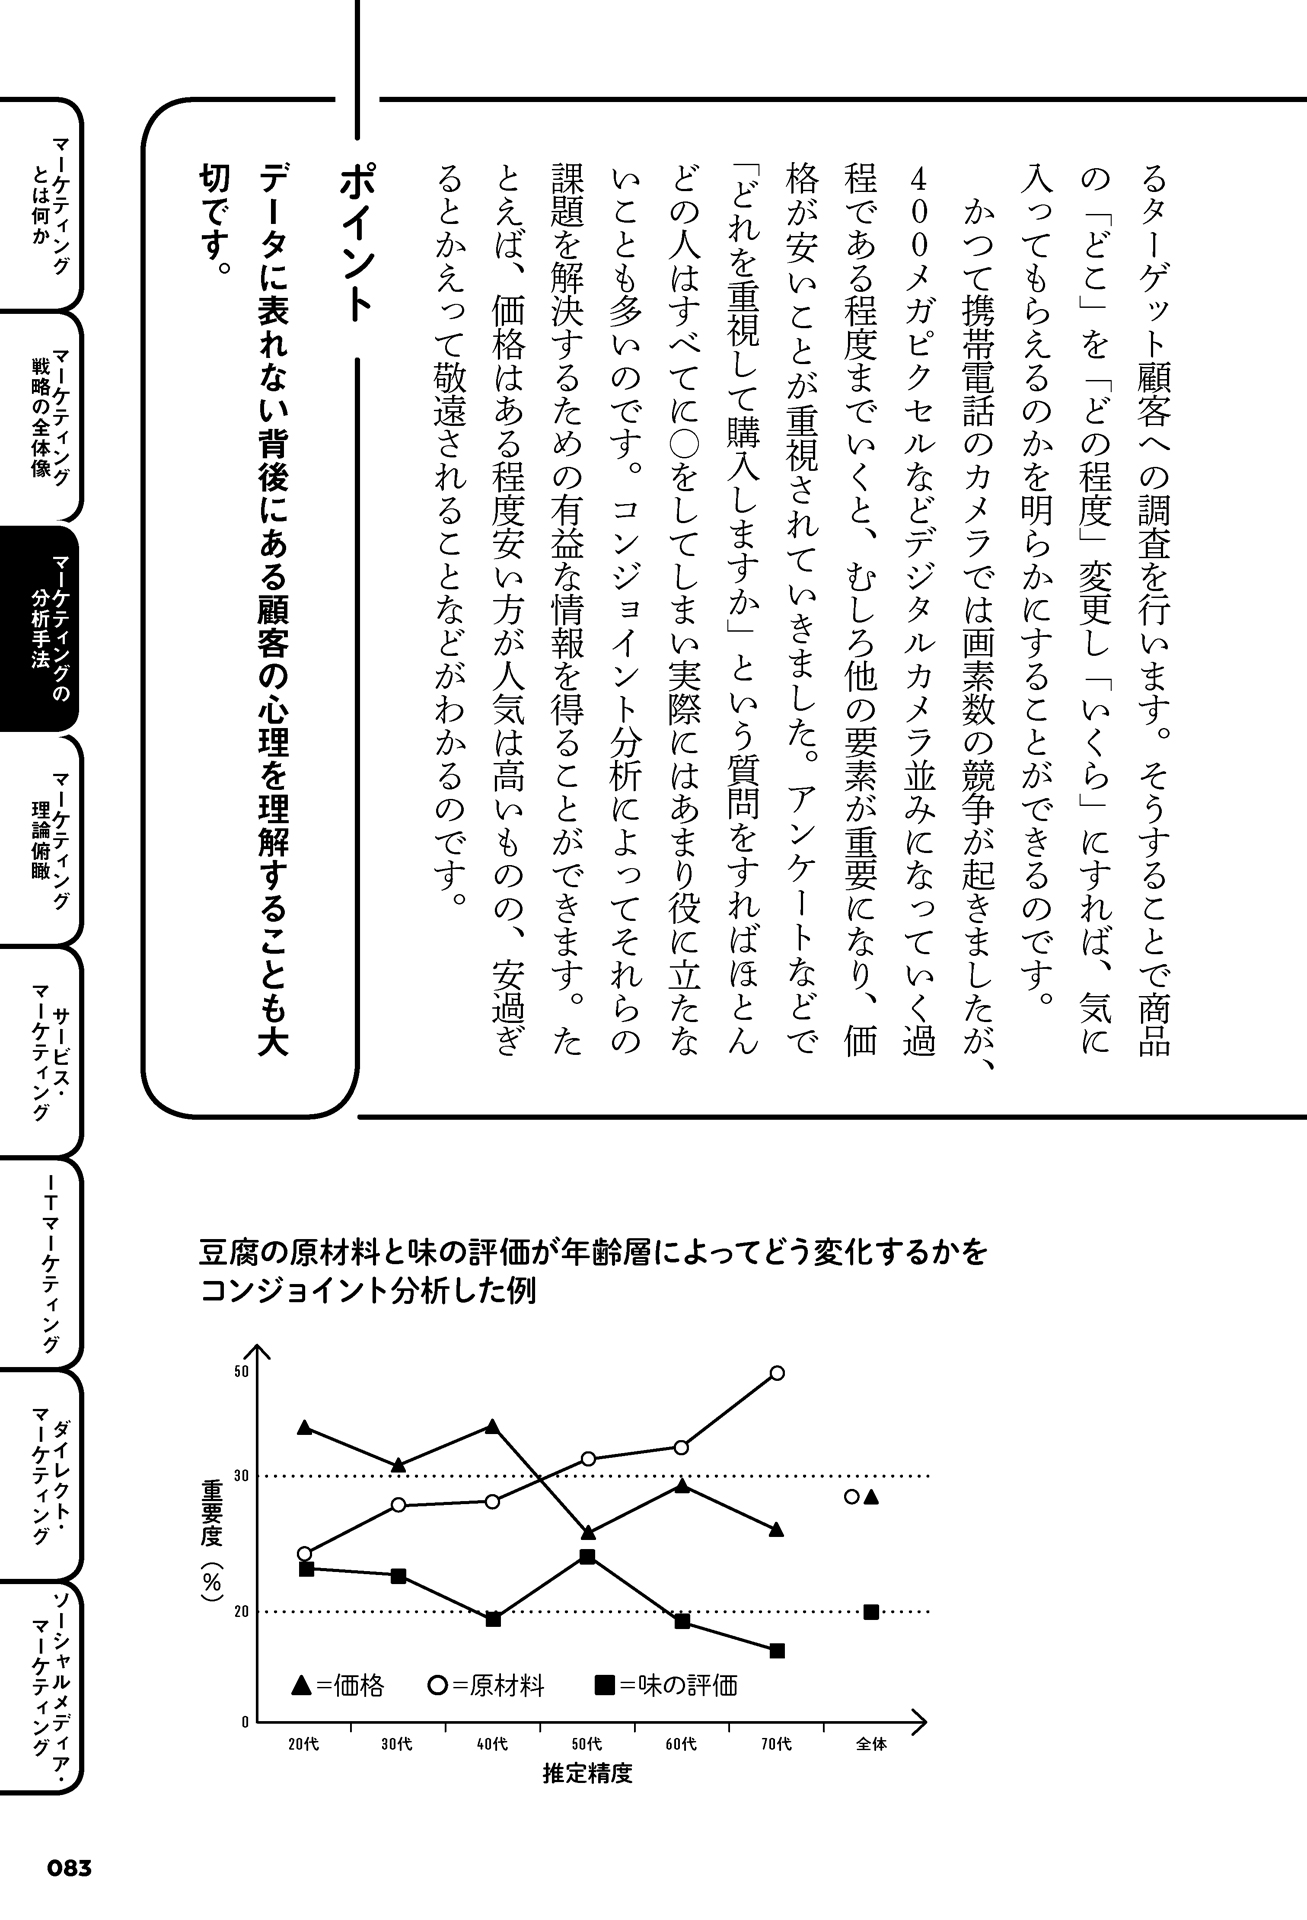 るターゲット顧客への調査を行います。そうすることで商品
の「どこ」を「どの程度」変更し「いくら」にすれば、気に
入ってもらえるのかを明らかにすることができるのです。
かつて携帯電話のカメラでは画素数の競争が起きましたが、
400メガピクセルなどデジタルカメラ並みになっていく過
程である程度までいくと、むしろ他の要素が重要になり、価
格が安いことが重視されていきました。アンケートなどで
「どれを重視して購入しますか」という質問をすればほとん
どの人はすべてに〇をしてしまい実際にはあまり役に立たな
いことも多いのです。コンジョイント分析によってそれらの
課題を解決するための有益な情報を得ることができます。た
とえば、価格はある程度安い方が人気は高いものの、安過ぎ
るとかえって敬遠されることなどがわかるのです。
ポイント
データに表れない背後にある顧客の心理を理解することも大
切です。
マーケティング
とは何か
マーケティング
戦略の全体像
マーケティングの
分析手法
マーケティング
理論俯瞰
サービス・
マーケティング
ITマーケティング
ダイレクト・
マーケティング
ソーシャルメディア・
マーケティング
豆腐の原材料と味の評価が年齢層によってどう変化するかを
コンジョイント分析した例
重要度(%)
50
30
20
0
▲=価格 ○=原材料 ■=味の評価
20代 30代 40代 50代 60代 70代 全体
推定精度
083